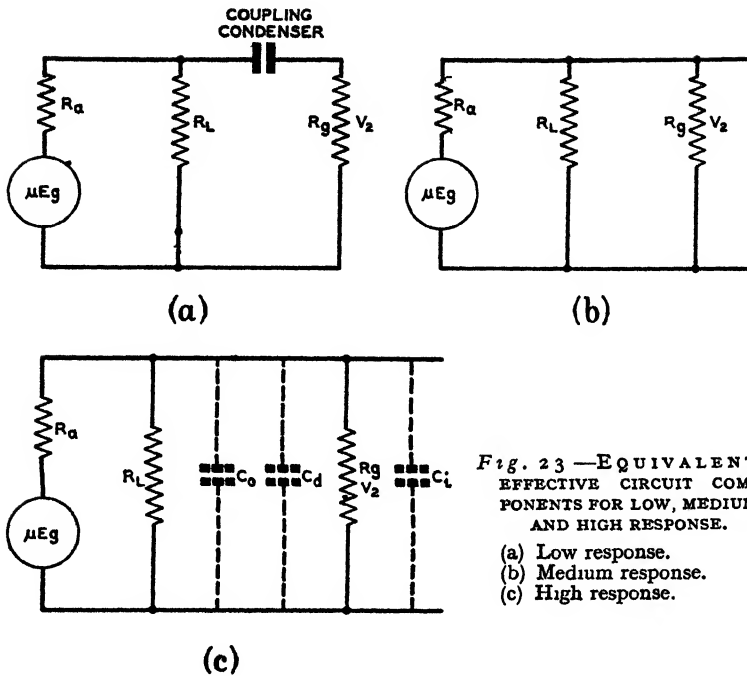 COUPLING
CONDENSER
Ra
RL
Rg V2
μEg
(a)
Ra
RL
Rg V2
μEg
(b)
Ra
RL
Co
Cd
Rg
V2
Ci
μEg
(c)
Fig. 23 —EQUIVALENT
EFFECTIVE CIRCUIT COM-
PONENTS FOR LOW, MEDIUM
AND HIGH RESPONSE.
(a) Low response.
(b) Medium response.
(c) High response.